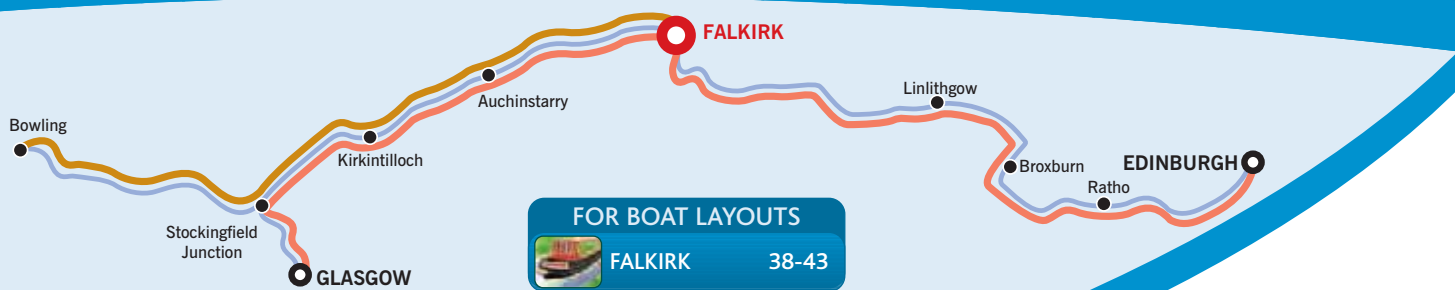 FALKIRK
Linlithgow
Auchinstarry
Bowling
Kirkintilloch
Broxburn
EDINBURGH
Ratho
Stockingfield
Junction
GLASGOW
FOR BOAT LAYOUTS
FALKIRK 38-43